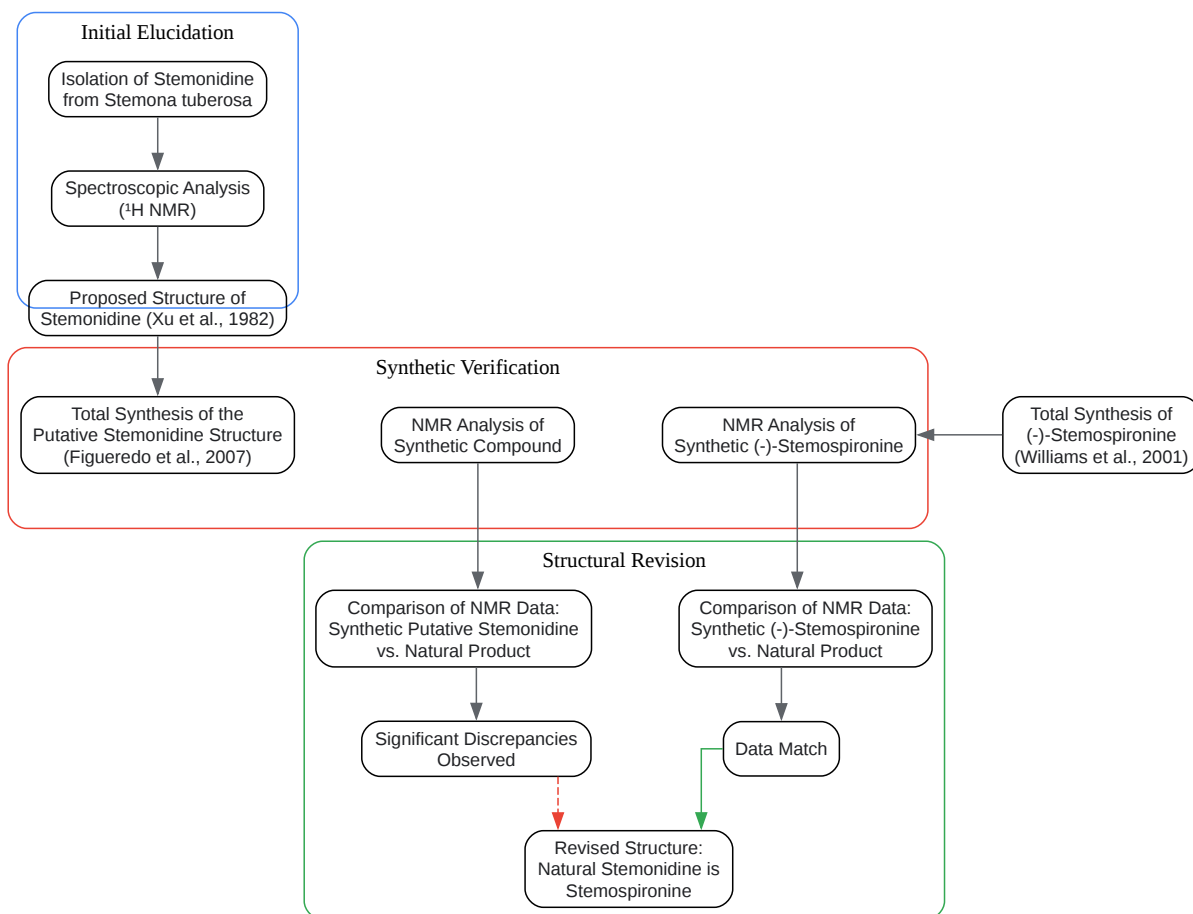 Initial Elucidation
Isolation of Stemonidine
from Stemona tuberosa
Spectroscopic Analysis
(¹H NMR)
Proposed Structure of
Stemonidine (Xu et al., 1982)
Synthetic Verification
Total Synthesis of the
Putative Stemonidine Structure
(Figueredo et al., 2007)
NMR Analysis of
Synthetic Compound
NMR Analysis of
Synthetic (-)-Stemospironine
Total Synthesis of
(-)-Stemospironine
(Williams et al., 2001)
Structural Revision
Comparison of NMR Data:
Synthetic Putative Stemonidine
vs. Natural Product
Comparison of NMR Data:
Synthetic (-)-Stemospironine
vs. Natural Product
Significant Discrepancies
Observed
Data Match
Revised Structure:
Natural Stemonidine is
Stemospironine